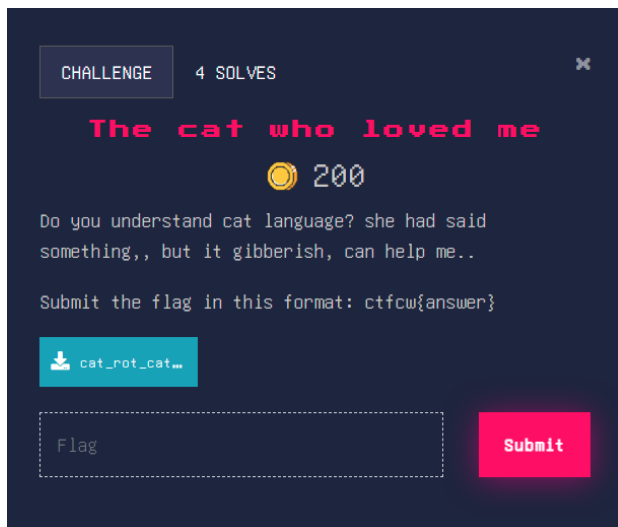 CHALLENGE
4 SOLVES
×
The cat who loved me
200
Do you understand cat language? she had said
something,, but it gibberish, can help me..
Submit the flag in this format: ctfcw{answer}
cat_rot_cat…
Flag
Submit